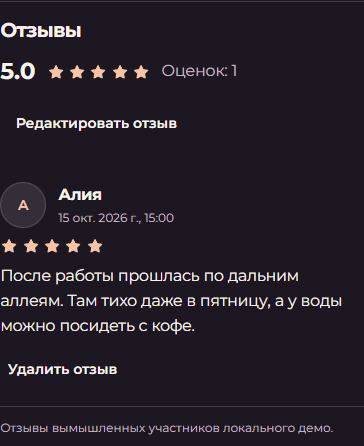 Отзывы
5.0 Оценок: 1
Редактировать отзыв
А
Алия
15 окт. 2026 г., 15:00
После работы прошлась по дальним
аллеям. Там тихо даже в пятницу, а у воды
можно посидеть с кофе.
Удалить отзыв
Отзывы вымышленных участников локального демо.